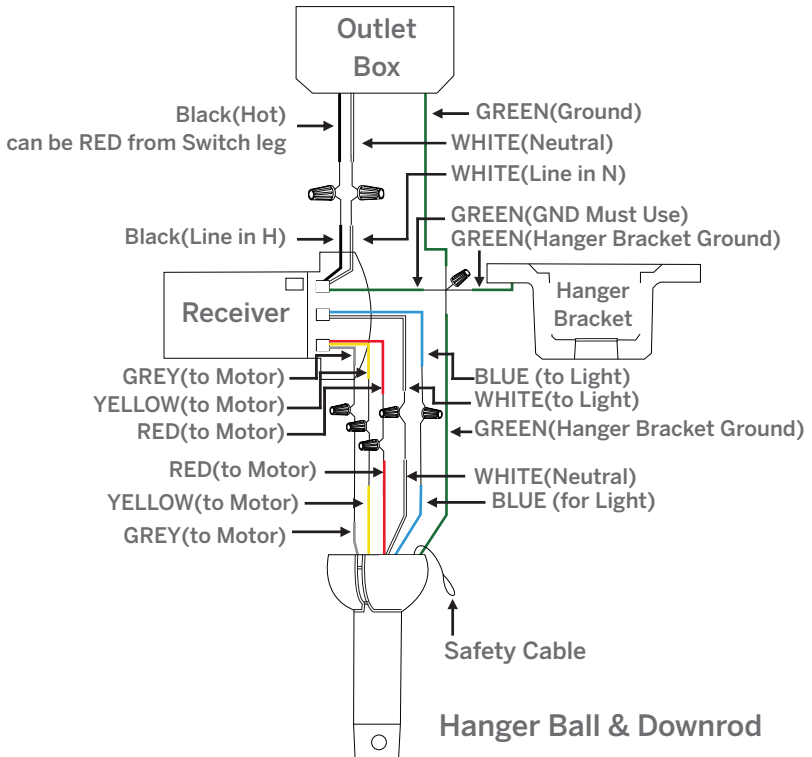 Outlet
Box
Black(Hot)
can be RED from Switch leg
GREEN(Ground)
WHITE(Neutral)
WHITE(Line in N)
GREEN(GND Must Use)
Black(Line in H)
GREEN(Hanger Bracket Ground)
Receiver
Hanger
Bracket
GREY(to Motor)
YELLOW(to Motor)
RED(to Motor)
BLUE (to Light)
WHITE(to Light)
GREEN(Hanger Bracket Ground)
RED(to Motor)
YELLOW(to Motor)
GREY(to Motor)
WHITE(Neutral)
BLUE (for Light)
Safety Cable
Hanger Ball & Downrod